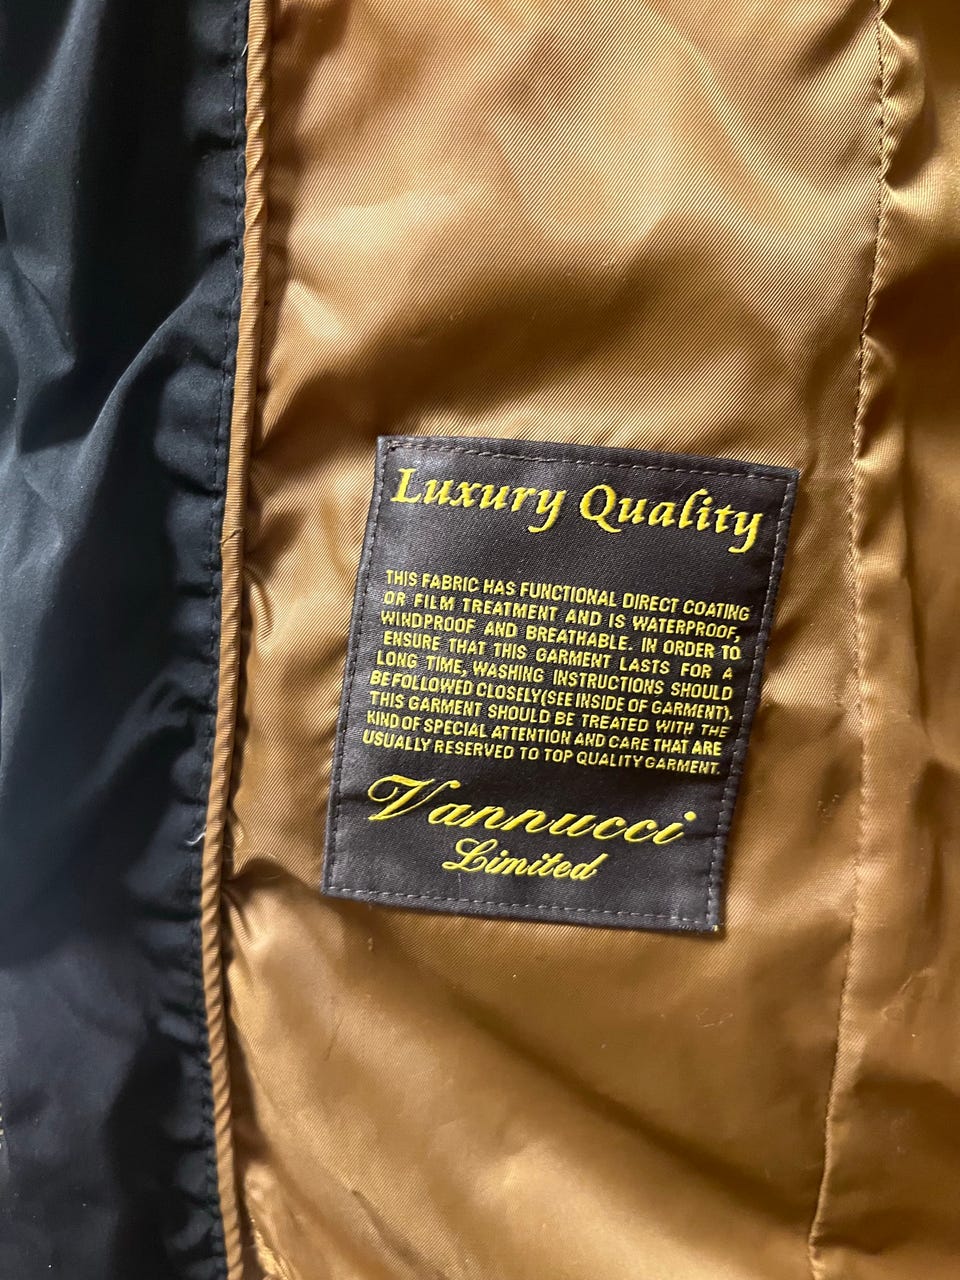 Luxury Quality
THIS FABRIC HAS FUNCTIONAL DIRECT COATING
OR FILM TREATMENT AND IS WATERPROOF,
WINDPROOF AND BREATHABLE. IN ORDER TO
ENSURE THAT THIS GARMENT LASTS FOR A
LONG TIME, WASHING INSTRUCTIONS SHOULD
BE FOLLOWED CLOSELY (SEE INSIDE OF GARMENT).
THIS GARMENT SHOULD BE TREATED WITH THE
KIND OF SPECIAL ATTENTION AND CARE THAT ARE
USUALLY RESERVED TO TOP QUALITY GARMENT.
Vannucci
Limited